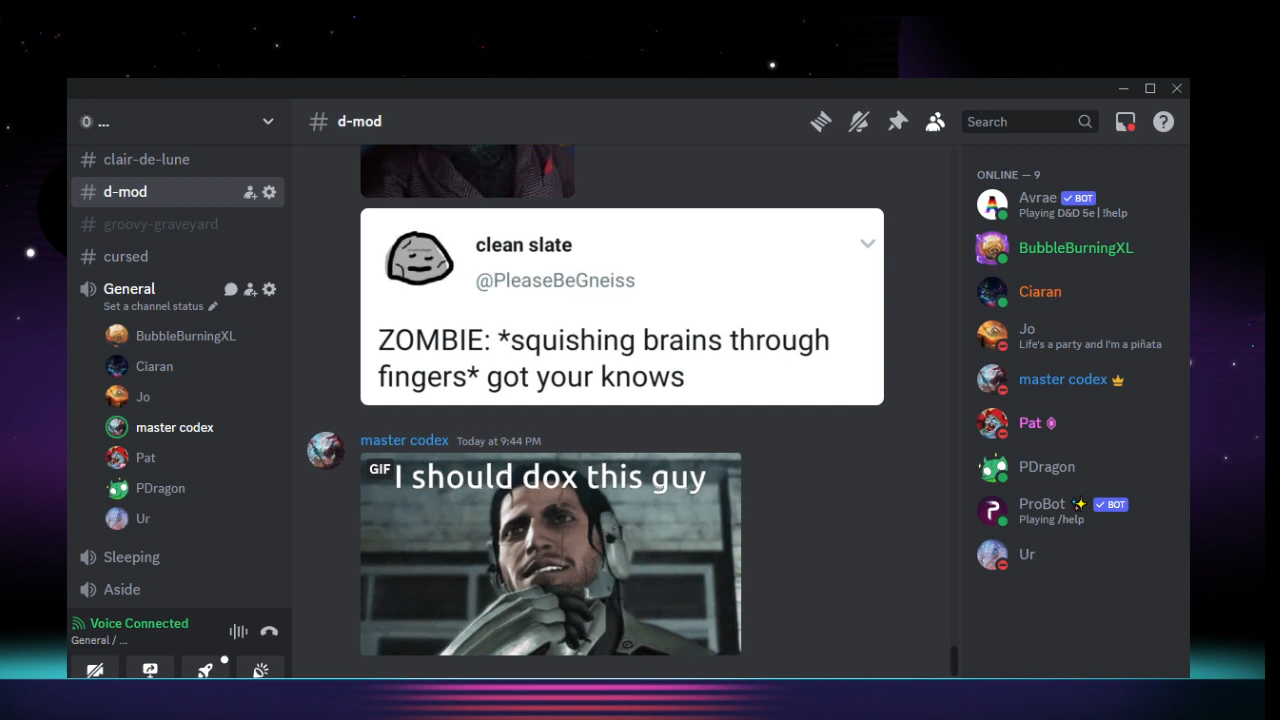 ...
# d-mod
Search
# clair-de-lune
# d-mod
# groovy-graveyard
# cursed
General
Set a channel status
BubbleBurningXL
Ciaran
Jo
master codex
Pat
PDragon
Ur
Sleeping
Aside
Voice Connected
General / ...
clean slate
@PleaseBeGneiss
ZOMBIE: *squishing brains through
fingers* got your knows
master codex Today at 9:44 PM
GIF
I should dox this guy
ONLINE — 9
Avrae ✓ BOT
Playing D&D 5e | !help
BubbleBurningXL
Ciaran
Jo
Life's a party and I'm a piñata
master codex
Pat
PDragon
ProBot ✨ ✓ BOT
Playing /help
Ur